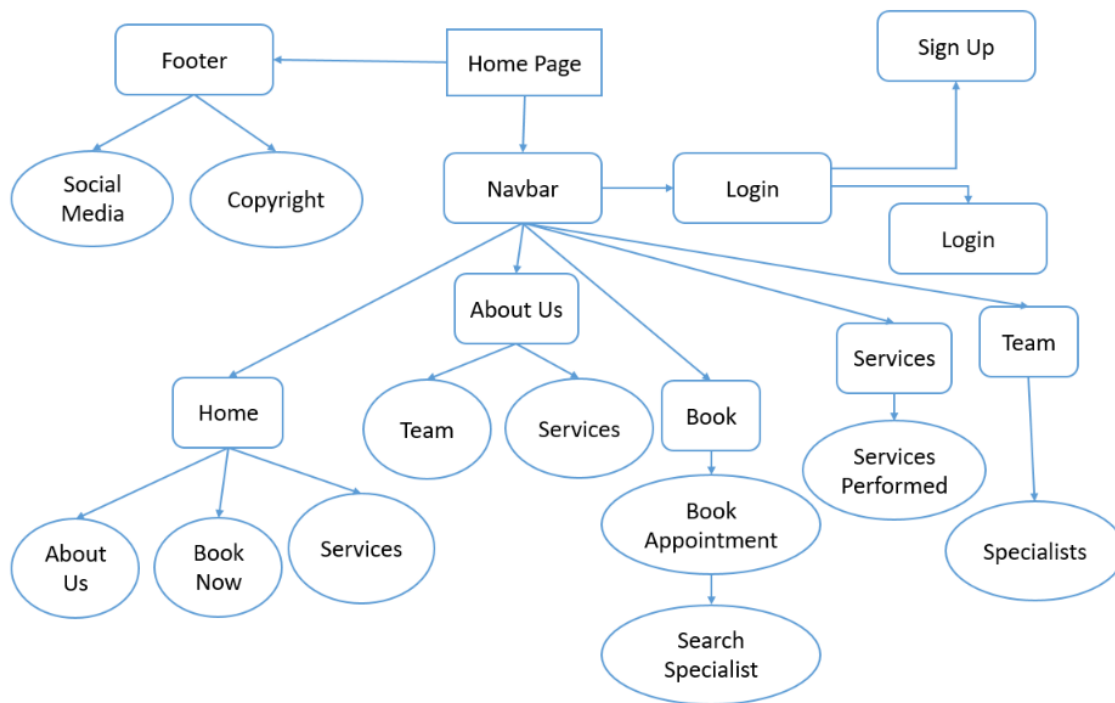 Footer
Home Page
Sign Up
Social
Media
Copyright
Navbar
Login
Login
About Us
Services
Team
Home
Team
Services
Book
Services
Performed
About
Us
Book
Now
Services
Book
Appointment
Specialists
Search
Specialist